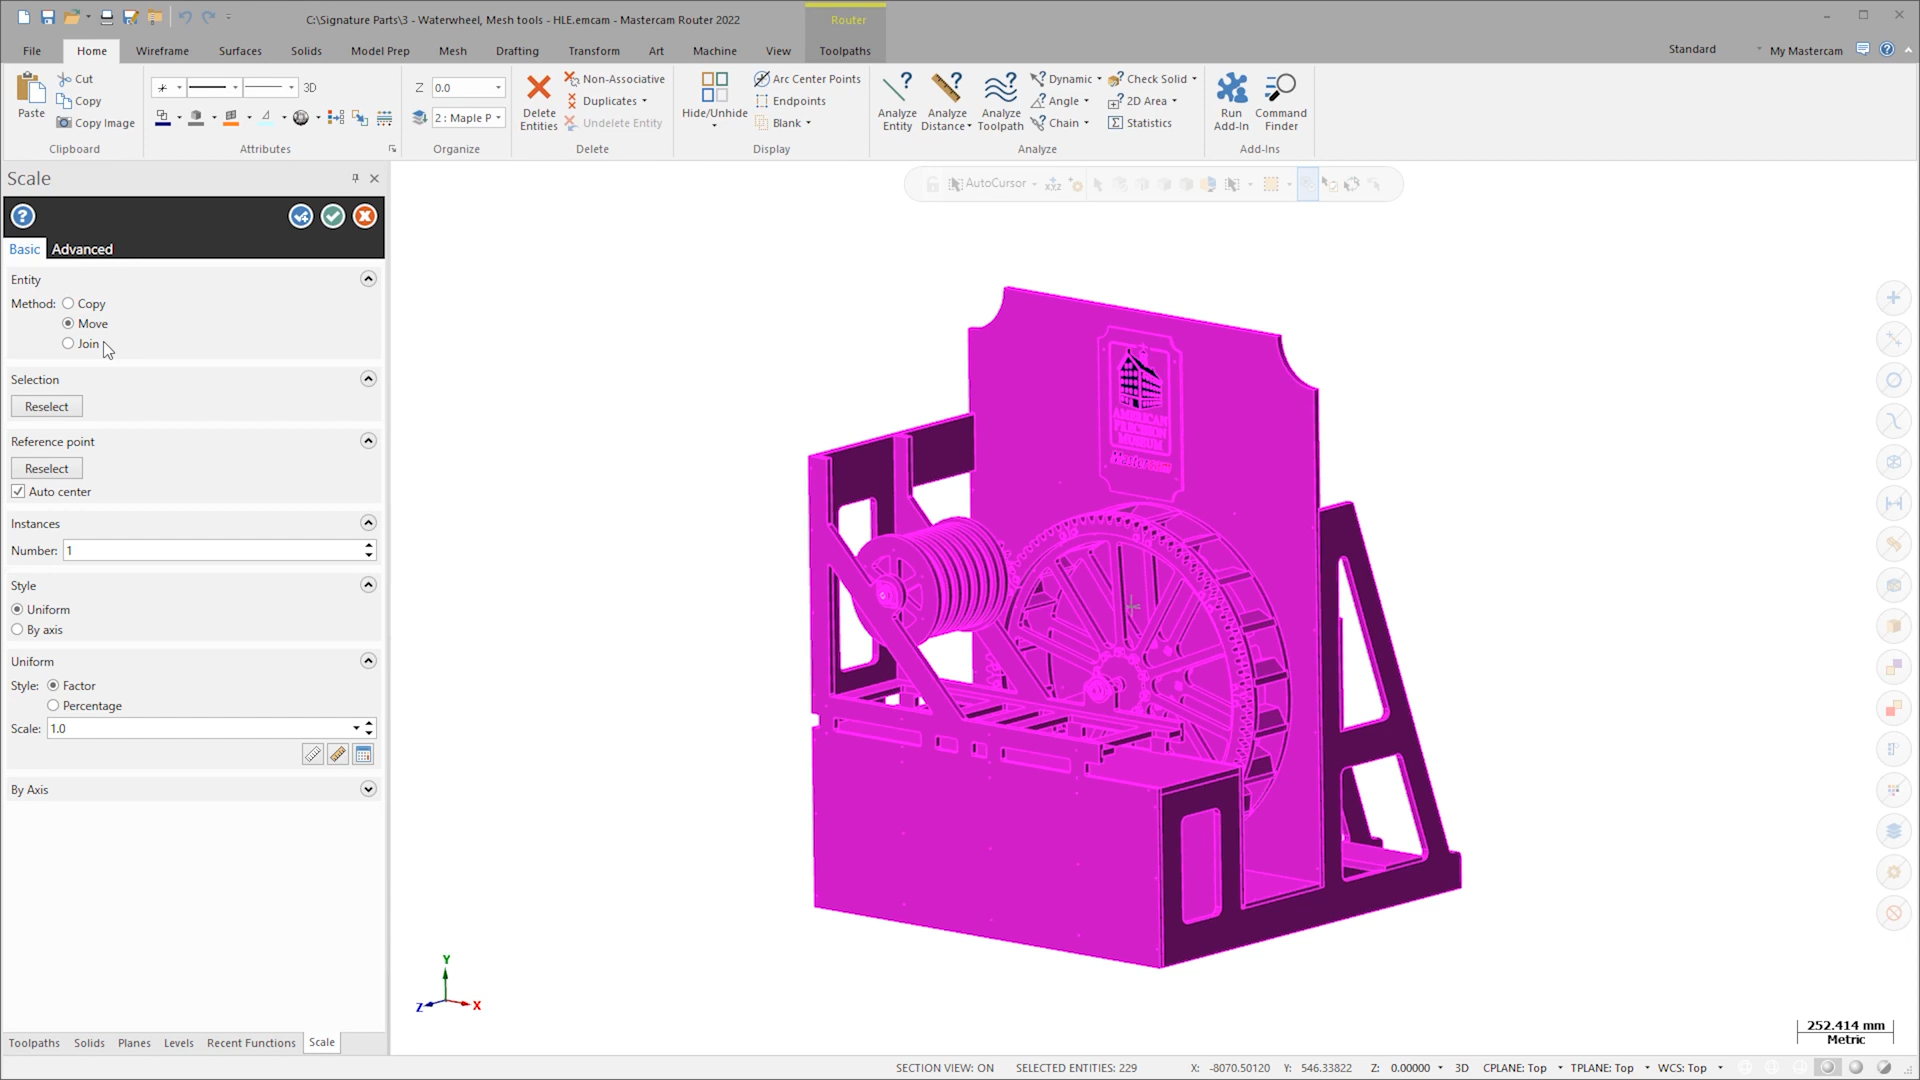 C:\Signature Parts\3 - Waterwheel, Mesh tools - HLE.emcam - Mastercam Router 2022
Router
File Home Wireframe Surfaces Solids Model Prep Mesh Drafting Transform Art Machine View Toolpaths
Standard My Mastercam
Paste
Cut
Copy
Copy Image
Clipboard
3D
Attributes
Z 0.0
2 : Maple P
Organize
Delete Entities
Non-Associative
Duplicates
Undelete Entity
Delete
Hide/Unhide
Arc Center Points
Endpoints
Blank
Display
Analyze Entity
Analyze Distance
Analyze Toolpath
Dynamic
Angle
Chain
Check Solid
2D Area
Statistics
Analyze
Run Add-In
Command Finder
Add-Ins
Scale
Basic Advanced
Entity
Method: Copy
Move
Join
Selection
Reselect
Reference point
Reselect
Auto center
Instances
Number: 1
Style
Uniform
By axis
Uniform
Style: Factor
Percentage
Scale: 1.0
By Axis
AutoCursor
AMERICAN
PRECISION
MUSEUM
Mastercam
Y
Z X
252.414 mm
Metric
Toolpaths Solids Planes Levels Recent Functions Scale
SECTION VIEW: ON SELECTED ENTITIES: 229 X: -8070.50120 Y: 546.33822 Z: 0.00000 3D CPLANE: Top TPLANE: Top WCS: Top